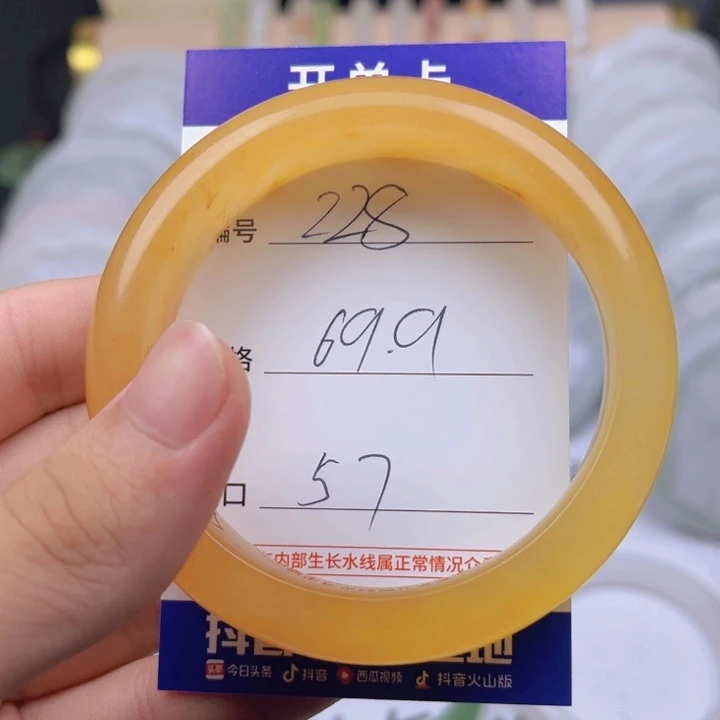 开单卡
编号 228
格 69.9
口 57
内部生长水线属正常情况介
抖音 地
今日头条 抖音 西瓜视频 抖音火山版